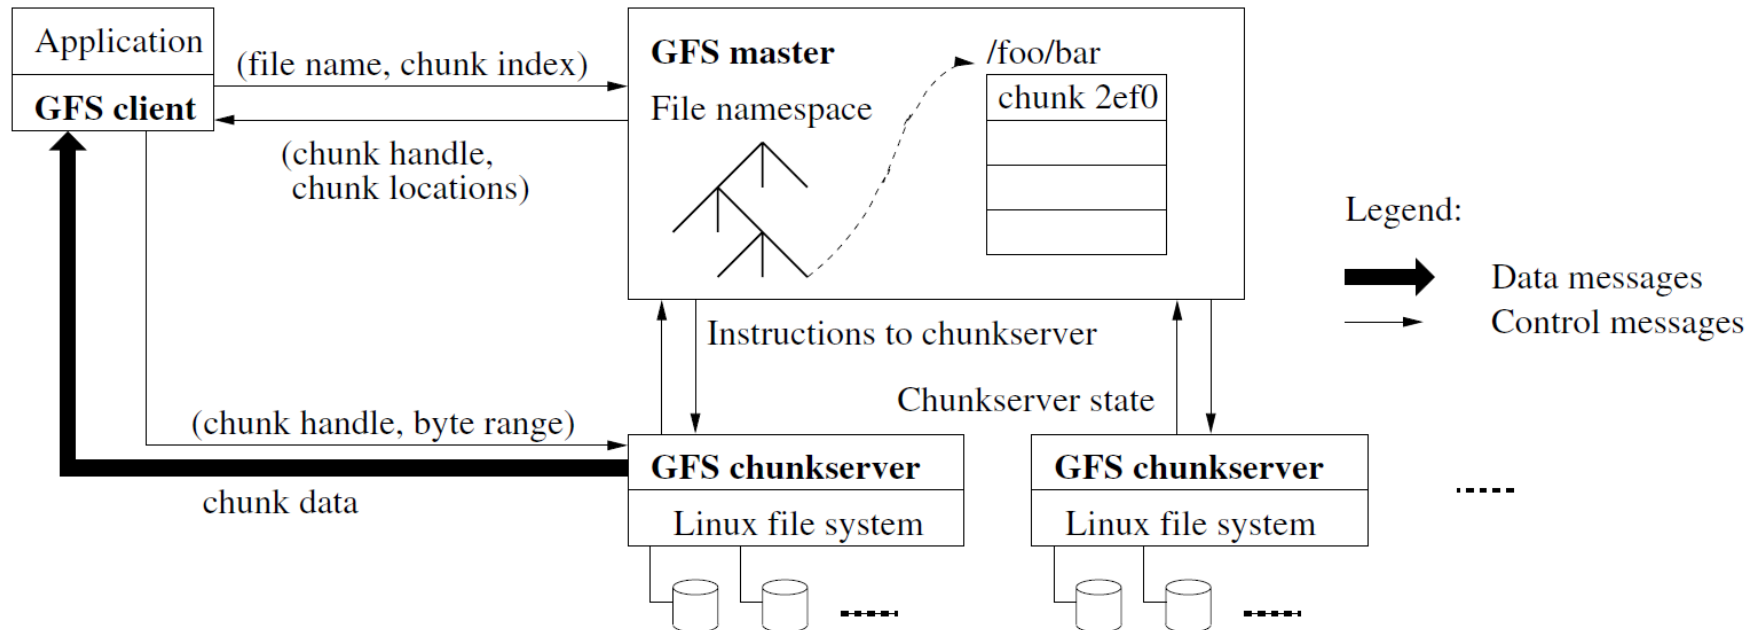 Application
GFS client
(file name, chunk index)
(chunk handle,
chunk locations)
GFS master
File namespace
/foo/bar
chunk 2ef0
Legend:
Data messages
Control messages
Instructions to chunkserver
Chunkserver state
(chunk handle, byte range)
chunk data
GFS chunkserver
Linux file system
GFS chunkserver
Linux file system